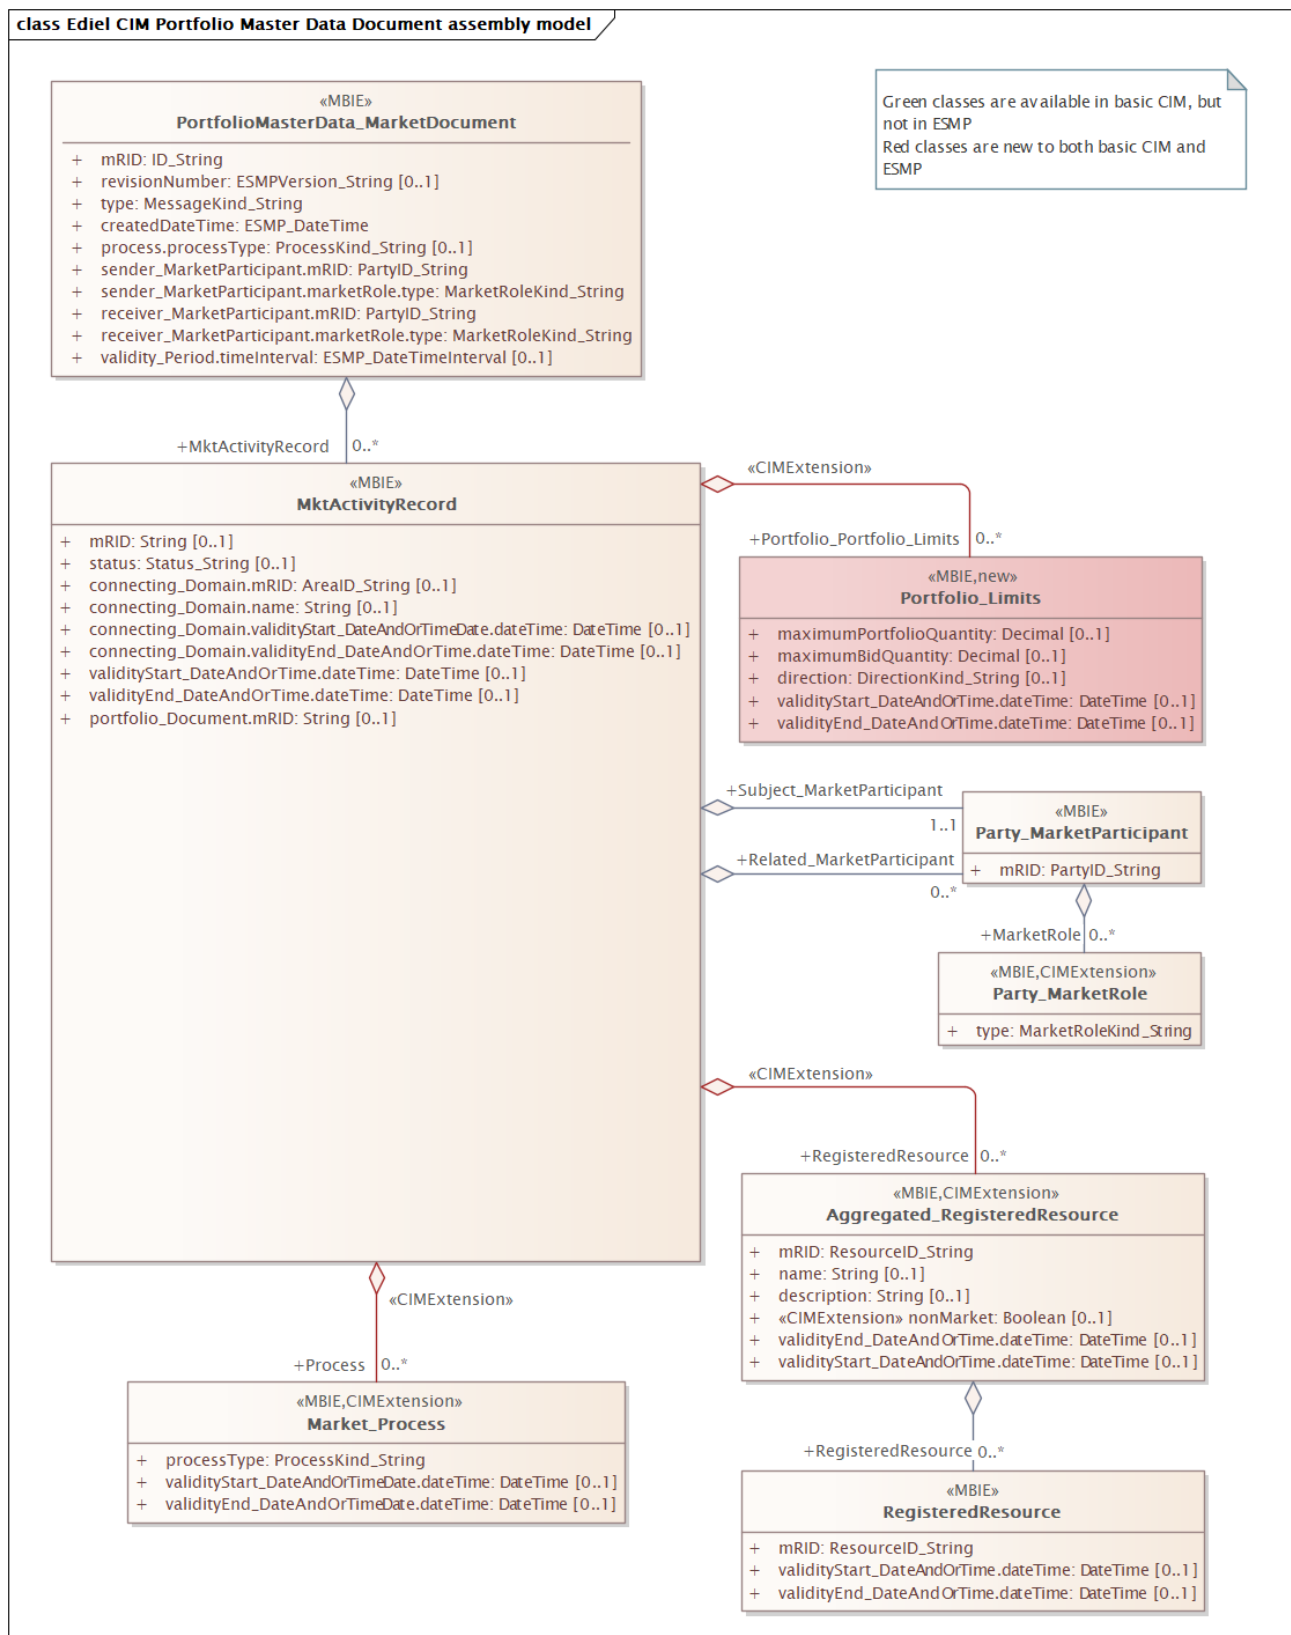 class Ediel CIM Portfolio Master Data Document assembly model
«MBIE»
PortfolioMasterData_MarketDocument
+ mRID: ID_String
+ revisionNumber: ESMPVersion_String [0..1]
+ type: MessageKind_String
+ createdDateTime: ESMP_DateTime
+ process.processType: ProcessKind_String [0..1]
+ sender_MarketParticipant.mRID: PartyID_String
+ sender_MarketParticipant.marketRole.type: MarketRoleKind_String
+ receiver_MarketParticipant.mRID: PartyID_String
+ receiver_MarketParticipant.marketRole.type: MarketRoleKind_String
+ validity_Period.timeInterval: ESMP_DateTimeInterval [0..1]
Green classes are available in basic CIM, but
not in ESMP
Red classes are new to both basic CIM and
ESMP
+MktActivityRecord 0..*
«MBIE»
MktActivityRecord
+ mRID: String [0..1]
+ status: Status_String [0..1]
+ connecting_Domain.mRID: AreaID_String [0..1]
+ connecting_Domain.name: String [0..1]
+ connecting_Domain.validityStart_DateAndOrTimeDate.dateTime: DateTime [0..1]
+ connecting_Domain.validityEnd_DateAndOrTime.dateTime: DateTime [0..1]
+ validityStart_DateAndOrTime.dateTime: DateTime [0..1]
+ validityEnd_DateAndOrTime.dateTime: DateTime [0..1]
+ portfolio_Document.mRID: String [0..1]
«CIMExtension»
+Portfolio_Portfolio_Limits 0..*
«MBIE,new»
Portfolio_Limits
+ maximumPortfolioQuantity: Decimal [0..1]
+ maximumBidQuantity: Decimal [0..1]
+ direction: DirectionKind_String [0..1]
+ validityStart_DateAndOrTime.dateTime: DateTime [0..1]
+ validityEnd_DateAndOrTime.dateTime: DateTime [0..1]
+Subject_MarketParticipant
1..1
+Related_MarketParticipant
0..*
«MBIE»
Party_MarketParticipant
+ mRID: PartyID_String
+MarketRole 0..*
«MBIE,CIMExtension»
Party_MarketRole
+ type: MarketRoleKind_String
«CIMExtension»
+RegisteredResource 0..*
«MBIE,CIMExtension»
Aggregated_RegisteredResource
+ mRID: ResourceID_String
+ name: String [0..1]
+ description: String [0..1]
+ «CIMExtension» nonMarket: Boolean [0..1]
+ validityEnd_DateAndOrTime.dateTime: DateTime [0..1]
+ validityStart_DateAndOrTime.dateTime: DateTime [0..1]
+RegisteredResource 0..*
«MBIE»
RegisteredResource
+ mRID: ResourceID_String
+ validityStart_DateAndOrTime.dateTime: DateTime [0..1]
+ validityEnd_DateAndOrTime.dateTime: DateTime [0..1]
«CIMExtension»
+Process 0..*
«MBIE,CIMExtension»
Market_Process
+ processType: ProcessKind_String
+ validityStart_DateAndOrTimeDate.dateTime: DateTime [0..1]
+ validityEnd_DateAndOrTimeDate.dateTime: DateTime [0..1]